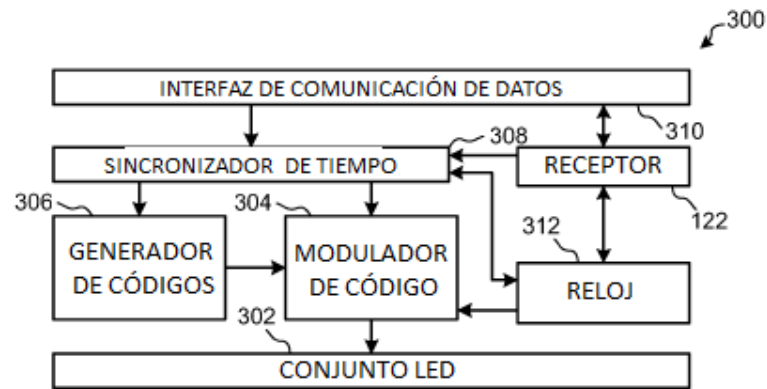 300
INTERFAZ DE COMUNICACIÓN DE DATOS
310
308
SINCRONIZADOR DE TIEMPO
RECEPTOR
122
306
GENERADOR
DE CÓDIGOS
304
MODULADOR
DE CÓDIGO
312
RELOJ
302
CONJUNTO LED